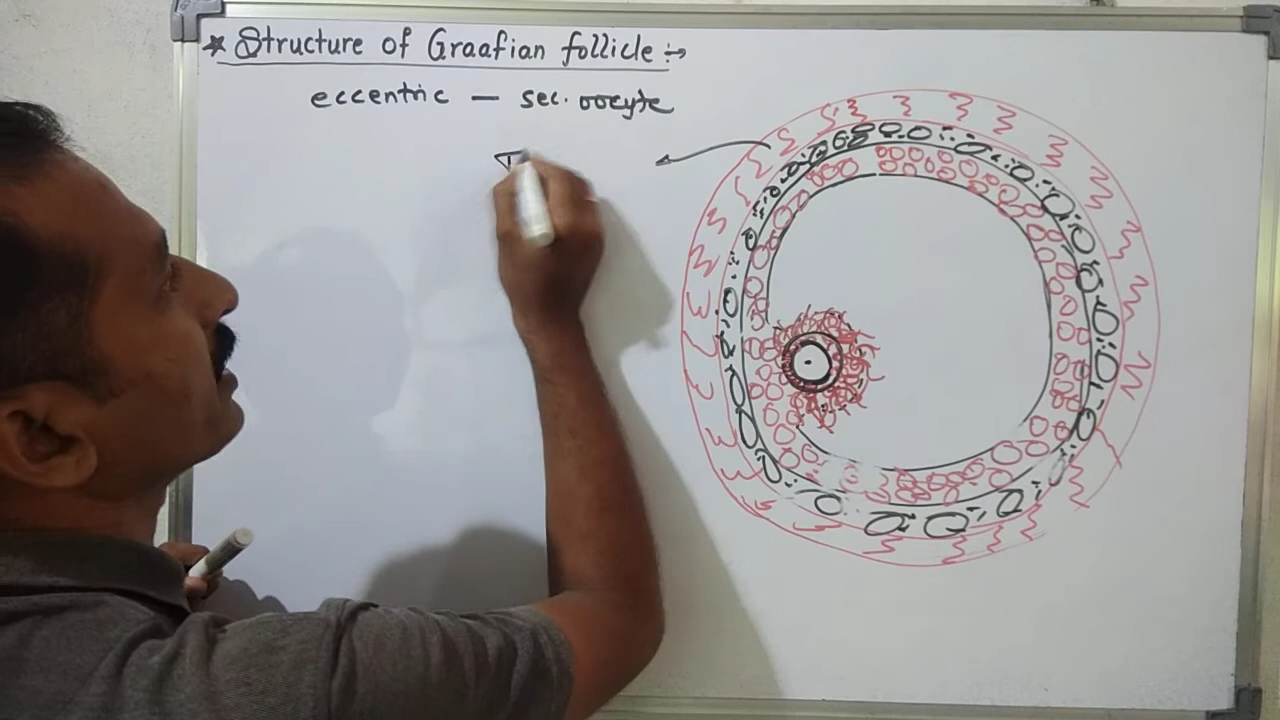 * Structure of Graafian follicle :→
eccentric — sec. oocyte